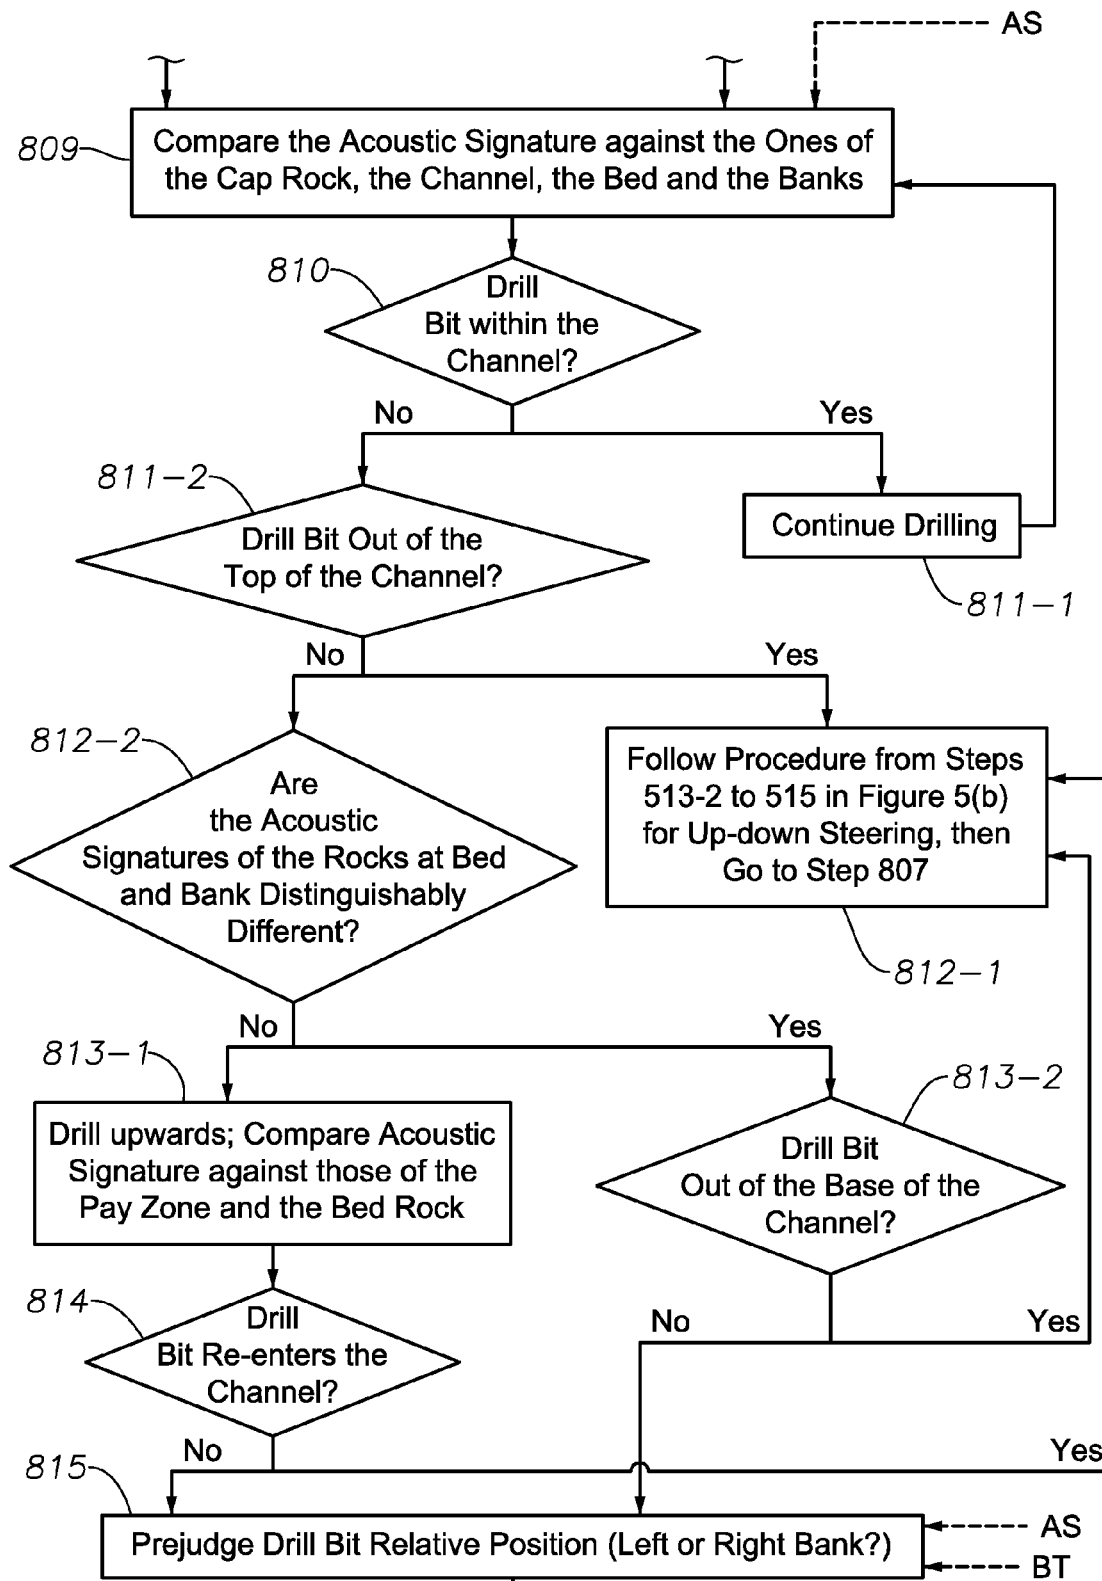 AS
809
Compare the Acoustic Signature against the Ones of
the Cap Rock, the Channel, the Bed and the Banks
810
Drill
Bit within the
Channel?
No
Yes
811-2
Drill Bit Out of the
Top of the Channel?
Continue Drilling
811-1
No
Yes
812-2
Are
the Acoustic
Signatures of the Rocks at Bed
and Bank Distinguishably
Different?
Follow Procedure from Steps
513-2 to 515 in Figure 5(b)
for Up-down Steering, then
Go to Step 807
812-1
No
Yes
813-1
Drill upwards; Compare Acoustic
Signature against those of the
Pay Zone and the Bed Rock
813-2
Drill Bit
Out of the Base of the
Channel?
814
Drill
Bit Re-enters the
Channel?
No
Yes
No
Yes
815
Prejudge Drill Bit Relative Position (Left or Right Bank?)
AS
BT